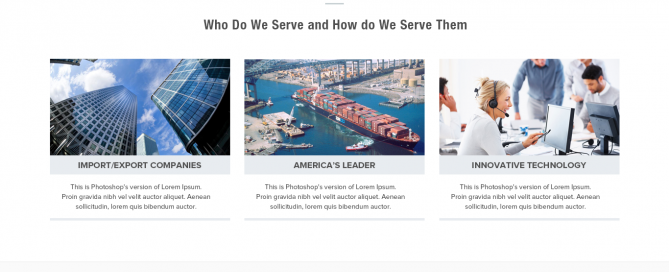 Who Do We Serve and How do We Serve Them
IMPORT/EXPORT COMPANIES
This is Photoshop's version of Lorem Ipsum.
Proin gravida nibh vel velit auctor aliquet. Aenean
sollicitudin, lorem quis bibendum auctor.
AMERICA'S LEADER
This is Photoshop's version of Lorem Ipsum.
Proin gravida nibh vel velit auctor aliquet. Aenean
sollicitudin, lorem quis bibendum auctor.
INNOVATIVE TECHNOLOGY
This is Photoshop's version of Lorem Ipsum.
Proin gravida nibh vel velit auctor aliquet. Aenean
sollicitudin, lorem quis bibendum auctor.